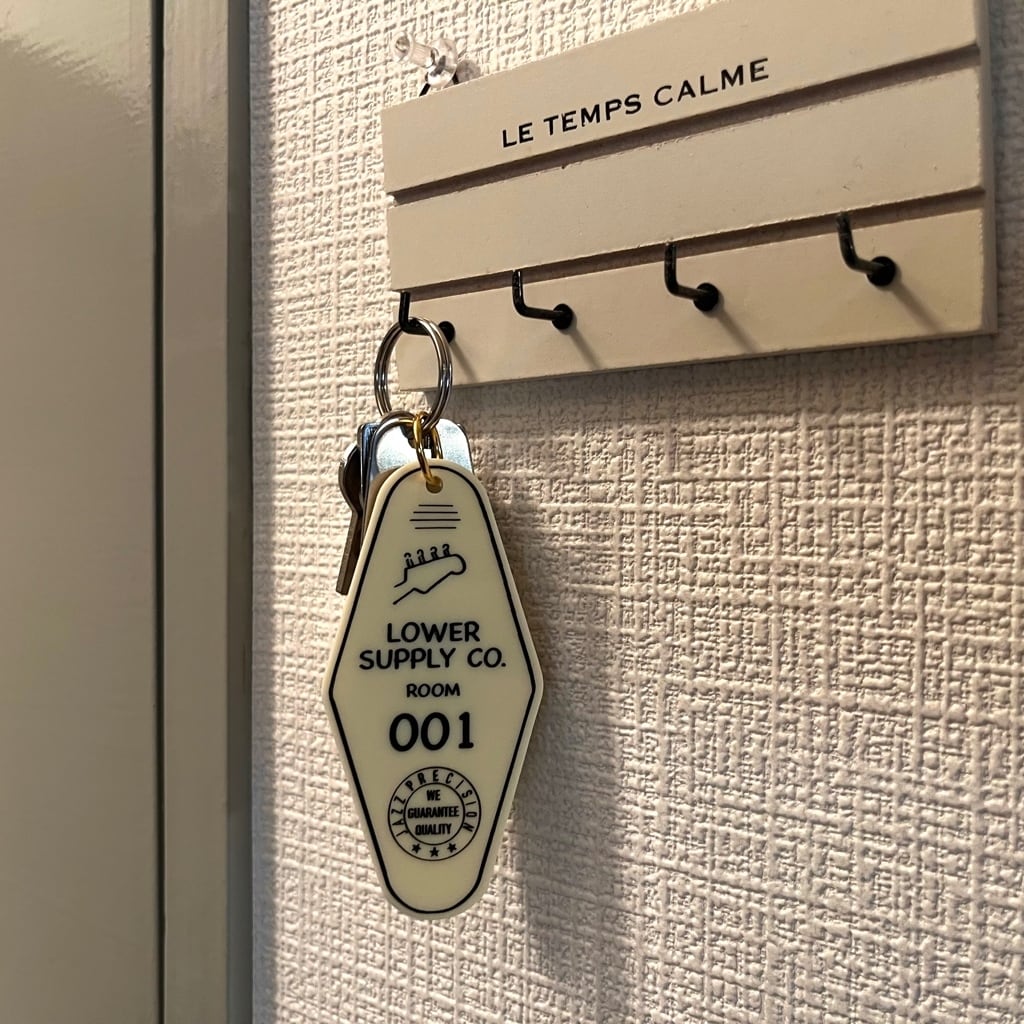 LE TEMPS CALME
LOWER
SUPPLY CO.
ROOM
001
JAZZ PRECISION
WE
GUARANTEE
QUALITY